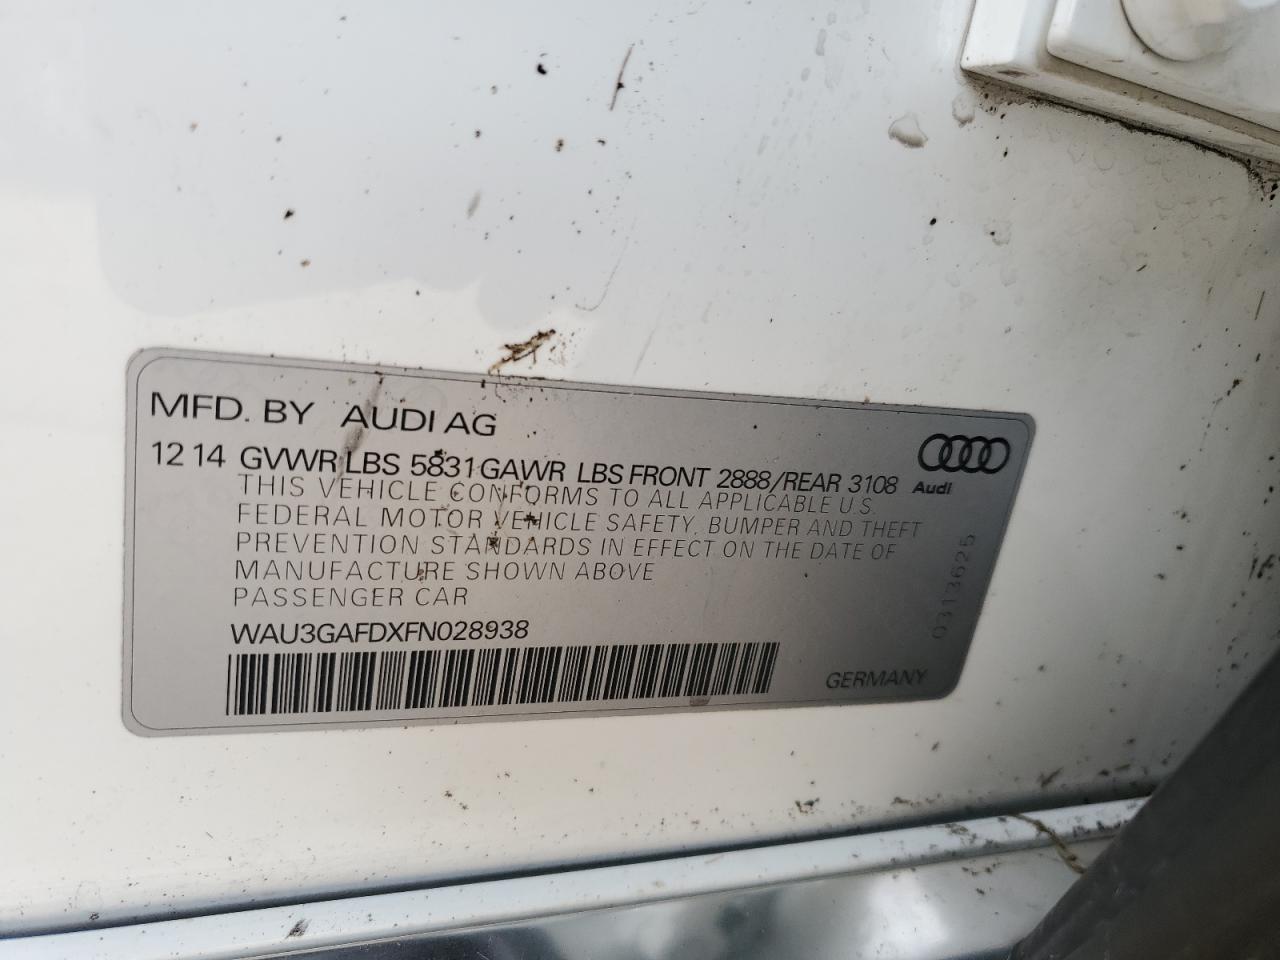 MFD. BY AUDI AG
12 14 GVWR LBS 5831 GAWR LBS FRONT 2888/REAR 3108
Audi
THIS VEHICLE CONFORMS TO ALL APPLICABLE U.S.
FEDERAL MOTOR VEHICLE SAFETY, BUMPER AND THEFT
PREVENTION STANDARDS IN EFFECT ON THE DATE OF
MANUFACTURE SHOWN ABOVE
PASSENGER CAR
WAU3GAFDXFN028938
0313625
GERMANY